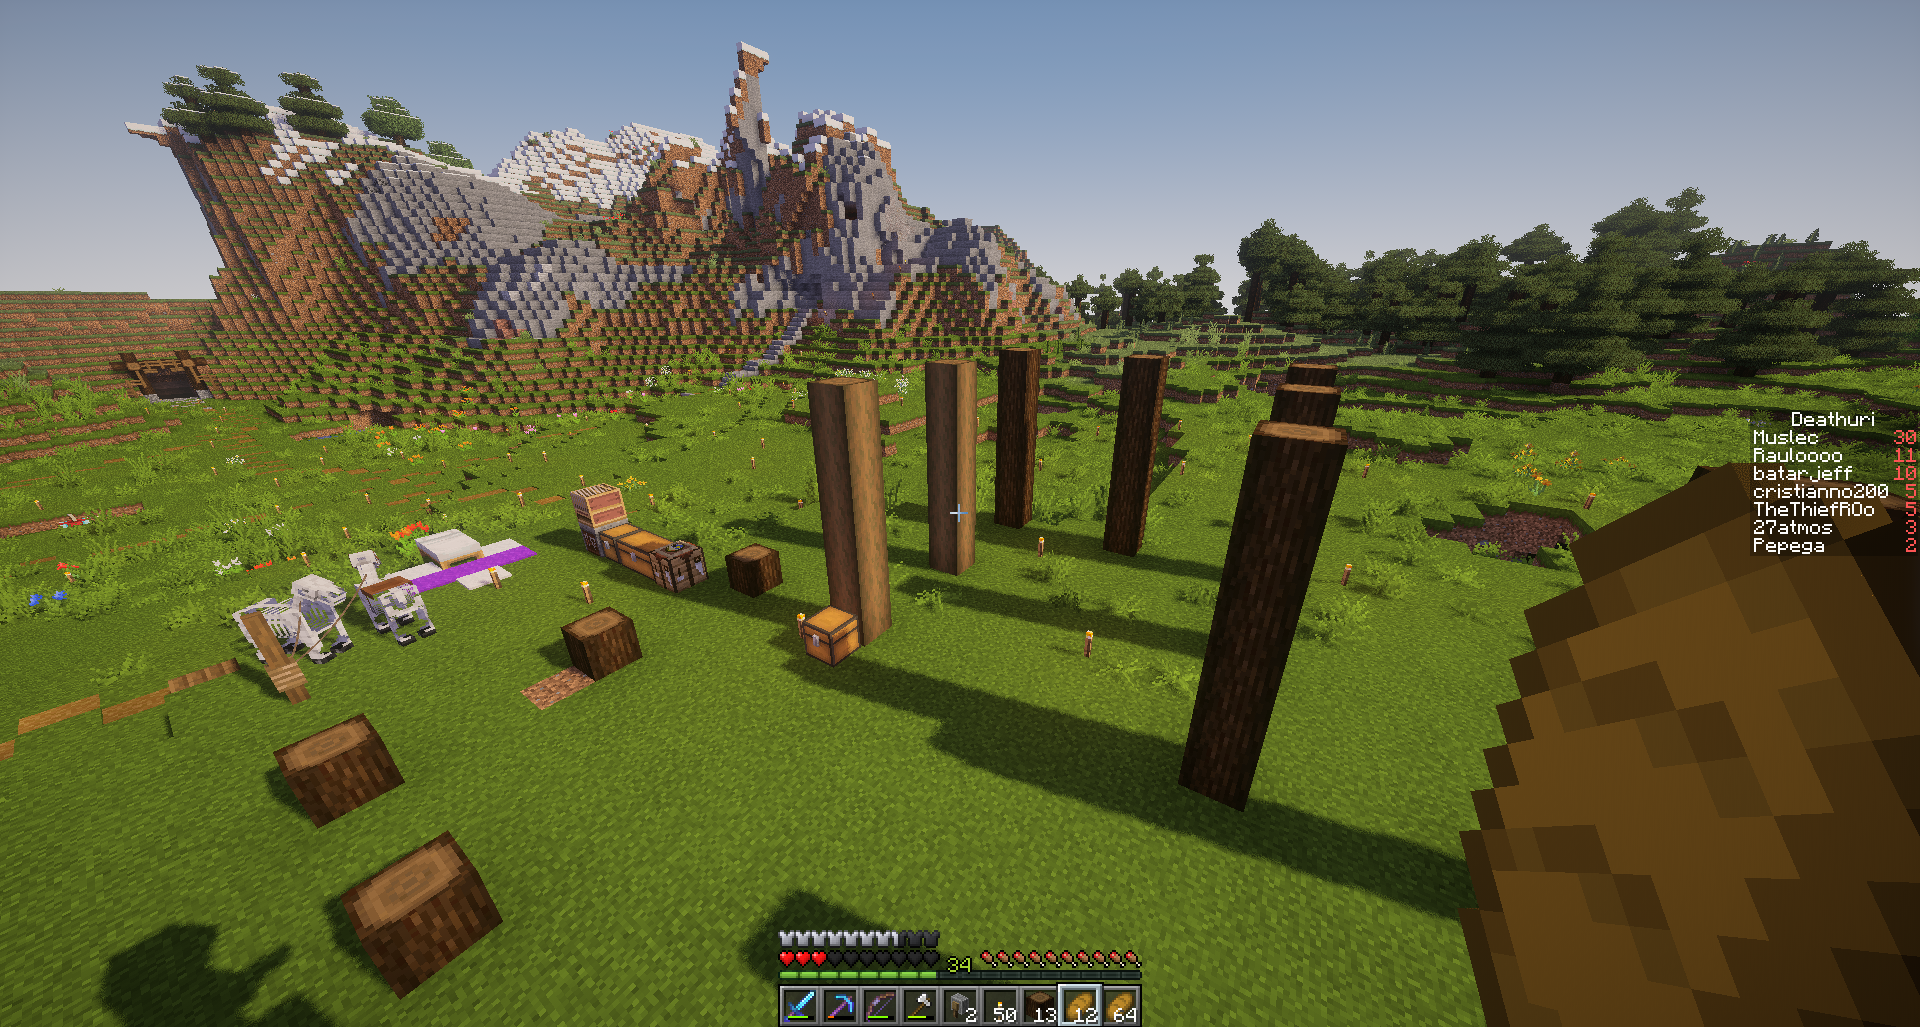 Deathuri
Muslec 30
Rauloooo 11
batar_jeff 10
cristianno200 5
TheThiefR0o 5
27atmos 3
Pepega 2
34
2 50 13 12 64